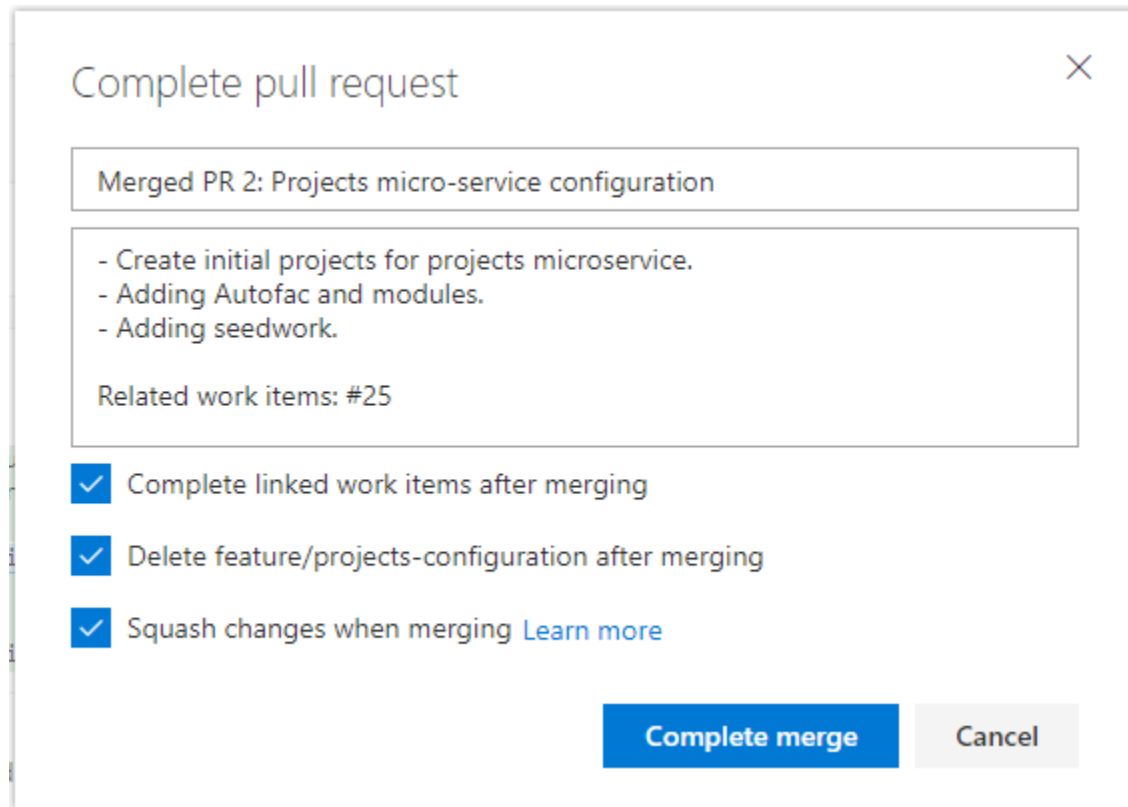 Complete pull request
Merged PR 2: Projects micro-service configuration
- Create initial projects for projects microservice.
- Adding Autofac and modules.
- Adding seedwork.
Related work items: #25
Complete linked work items after merging
Delete feature/projects-configuration after merging
Squash changes when merging Learn more
Complete merge Cancel